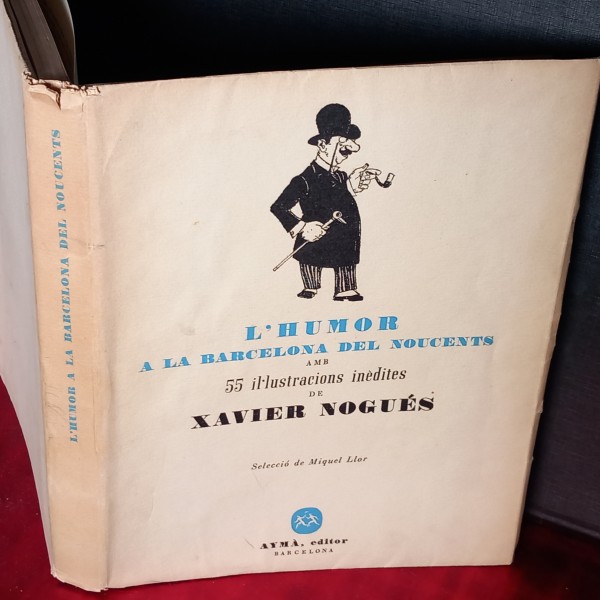 L'HUMOR A LA BARCELONA DEL NOUCENTS
L'HUMOR
A LA BARCELONA DEL NOUCENTS
AMB
55 il·lustracions inèdites
DE
XAVIER NOGUÉS
Selecció de Miquel Llor
AYMÀ, editor
BARCELONA